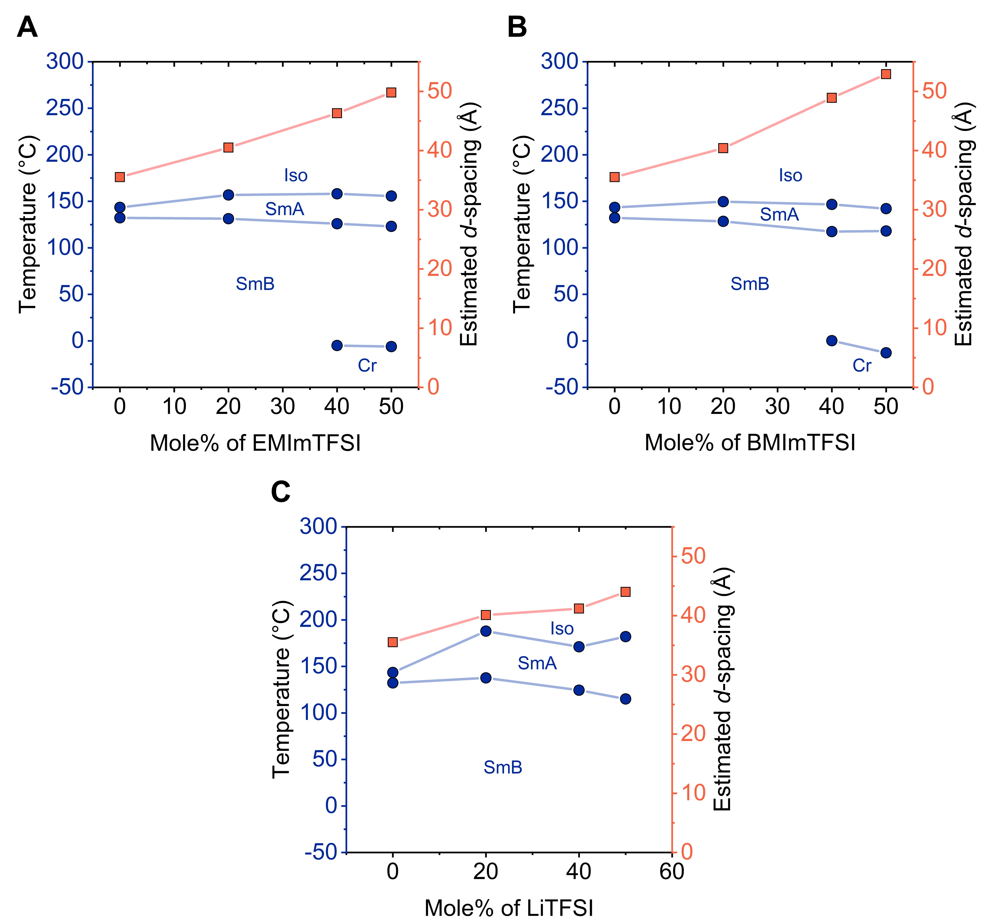 A
300
250
200
150
100
50
0
-50
Temperature (°C)
Iso
SmA
SmB
Cr
50
40
30
20
10
0
Estimated d-spacing (Å)
0 10 20 30 40 50
Mole% of EMImTFSI
B
300
250
200
150
100
50
0
-50
Temperature (°C)
Iso
SmA
SmB
Cr
50
40
30
20
10
0
Estimated d-spacing (Å)
0 10 20 30 40 50
Mole% of BMImTFSI
C
300
250
200
150
100
50
0
-50
Temperature (°C)
Iso
SmA
SmB
50
40
30
20
10
0
Estimated d-spacing (Å)
0 20 40 60
Mole% of LiTFSI